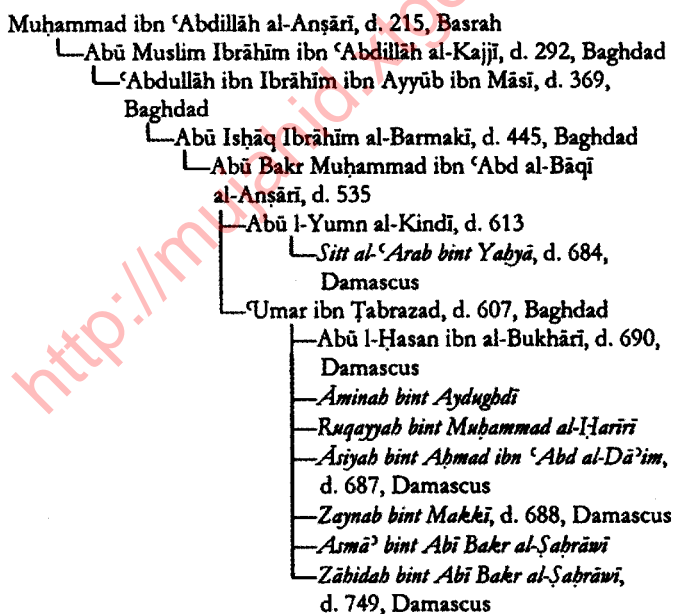 Muḥammad ibn ʿAbdillāh al-Anṣārī, d. 215, Basrah
Abū Muslim Ibrāhīm ibn ʿAbdillāh al-Kajjī, d. 292, Baghdad
ʿAbdullāh ibn Ibrāhīm ibn Ayyūb ibn Māsī, d. 369,
Baghdad
Abū Isḥāq Ibrāhīm al-Barmakī, d. 445, Baghdad
Abū Bakr Muḥammad ibn ʿAbd al-Bāqī
al-Anṣārī, d. 535
Abū l-Yumn al-Kindī, d. 613
Sitt al-ʿArab bint Yaḥyā, d. 684,
Damascus
ʿUmar ibn Ṭabrazad, d. 607, Baghdad
Abū l-Ḥasan ibn al-Bukhārī, d. 690,
Damascus
Āminah bint Aydughdī
Ruqayyah bint Muḥammad al-Ḥarīrī
Āsiyah bint Aḥmad ibn ʿAbd al-Dāʾim,
d. 687, Damascus
Zaynab bint Makkī, d. 688, Damascus
Asmāʾ bint Abī Bakr al-Ṣaḥrāwī
Zāhidah bint Abī Bakr al-Ṣaḥrāwī,
d. 749, Damascus